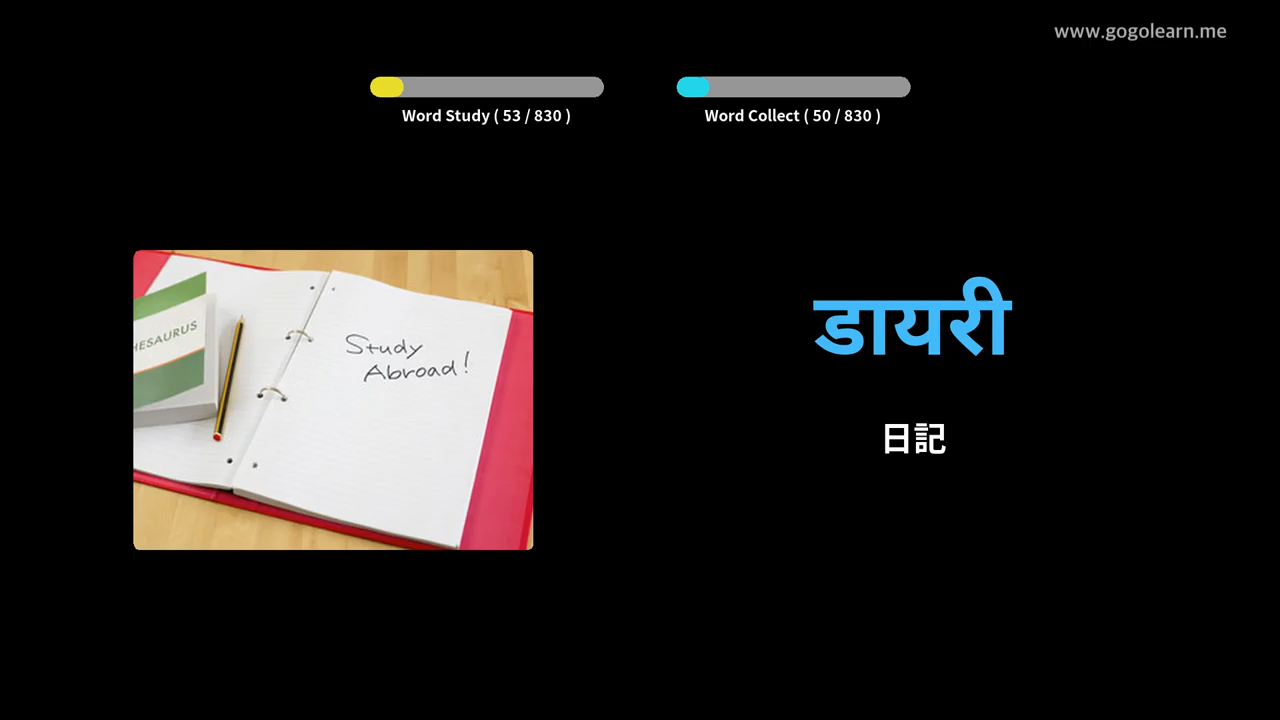 www.gogolearn.me
Word Study ( 53 / 830 )
Word Collect ( 50 / 830 )
HESAURUS
Study
Abroad!
डायरी
日記